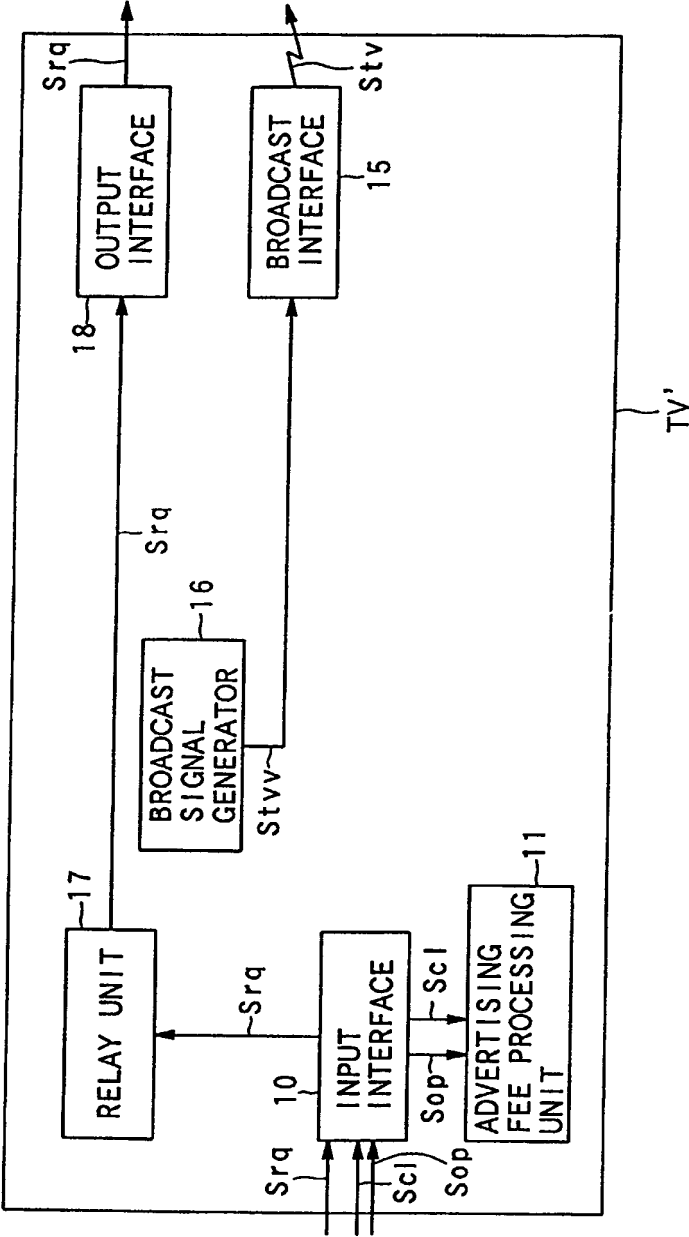 Srq
OUTPUT
INTERFACE
18
Stv
BROADCAST
INTERFACE
15
Srq
TV'
BROADCAST
SIGNAL
GENERATOR
16
Stvv
RELAY UNIT
17
Srq
INPUT
INTERFACE
10
Srq
Scl
Sop
Sop
Scl
ADVERTISING
FEE PROCESSING
UNIT
11